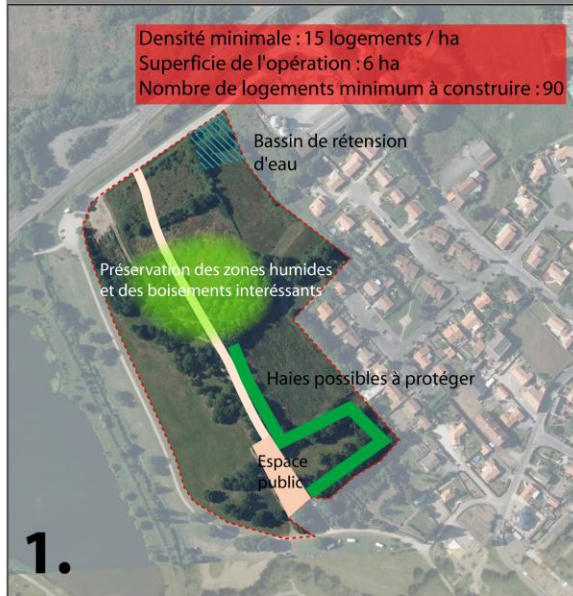 Densité minimale : 15 logements / ha
Superficie de l'opération : 6 ha
Nombre de logements minimum à construire : 90
Bassin de rétension
d'eau
Préservation des zones humides
et des boisements interéssants
Haies possibles à protéger
Espace
public
1.